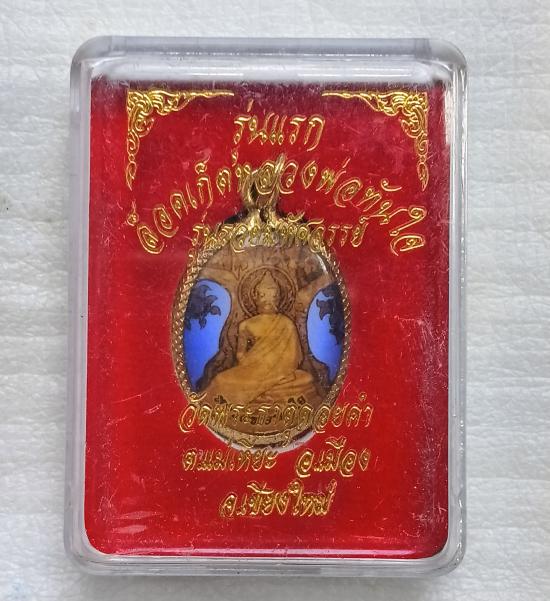 รุ่นแรก
ล็อคเก็ตหลวงพ่อทันใจ
รุ่นรวยมหัศจรรย์
วัดพระธาตุดอยคำ
ต.แม่เหียะ อ.เมือง
จ.เชียงใหม่